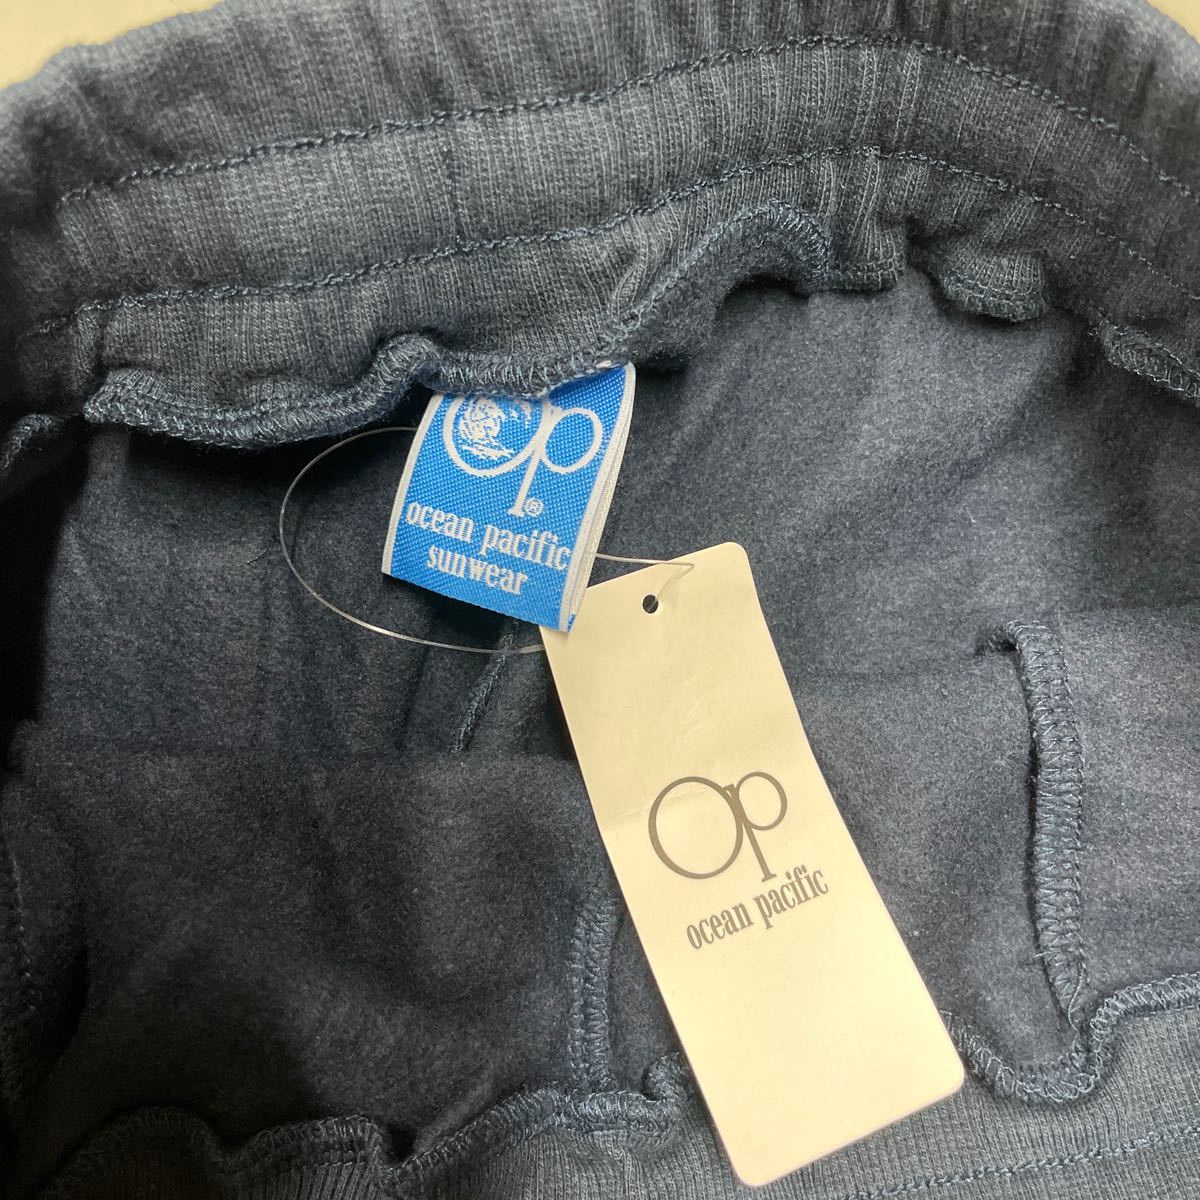 Op®
ocean pacific
sunwear
Op
ocean pacific